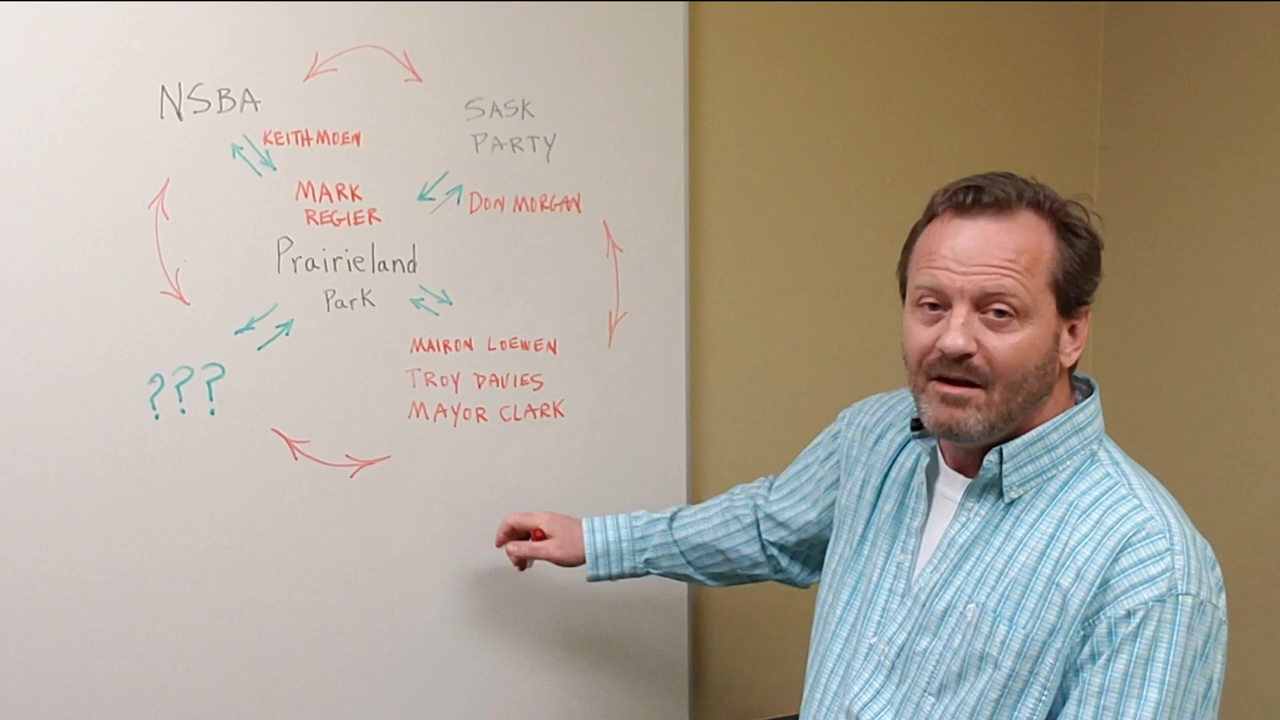 NSBA
SASK
PARTY
KEITH MOEN
MARK
REGIER
DON MORGAN
Prairieland
Park
MAIRON LOEWEN
TROY DAVIES
MAYOR CLARK
???